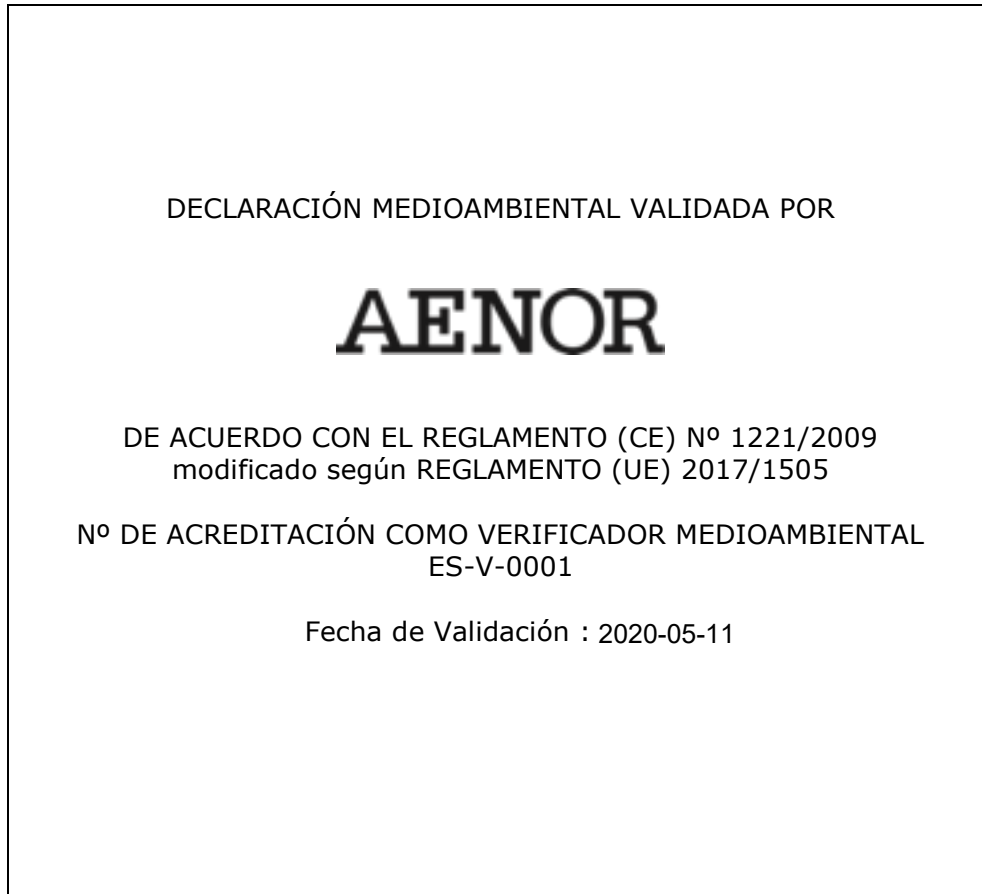 DECLARACIÓN MEDIOAMBIENTAL VALIDADA POR
AENOR
DE ACUERDO CON EL REGLAMENTO (CE) Nº 1221/2009
modificado según REGLAMENTO (UE) 2017/1505
Nº DE ACREDITACIÓN COMO VERIFICADOR MEDIOAMBIENTAL
ES-V-0001
Fecha de Validación : 2020-05-11